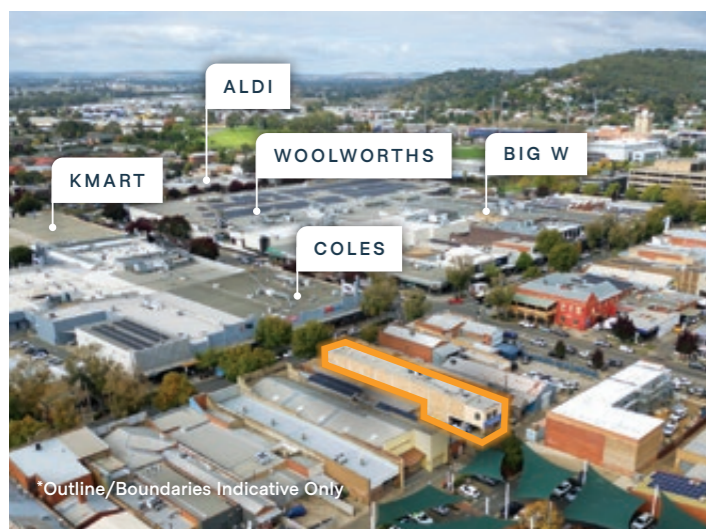 ALDI
WOOLWORTHS
BIG W
KMART
COLES
*Outline/Boundaries Indicative Only